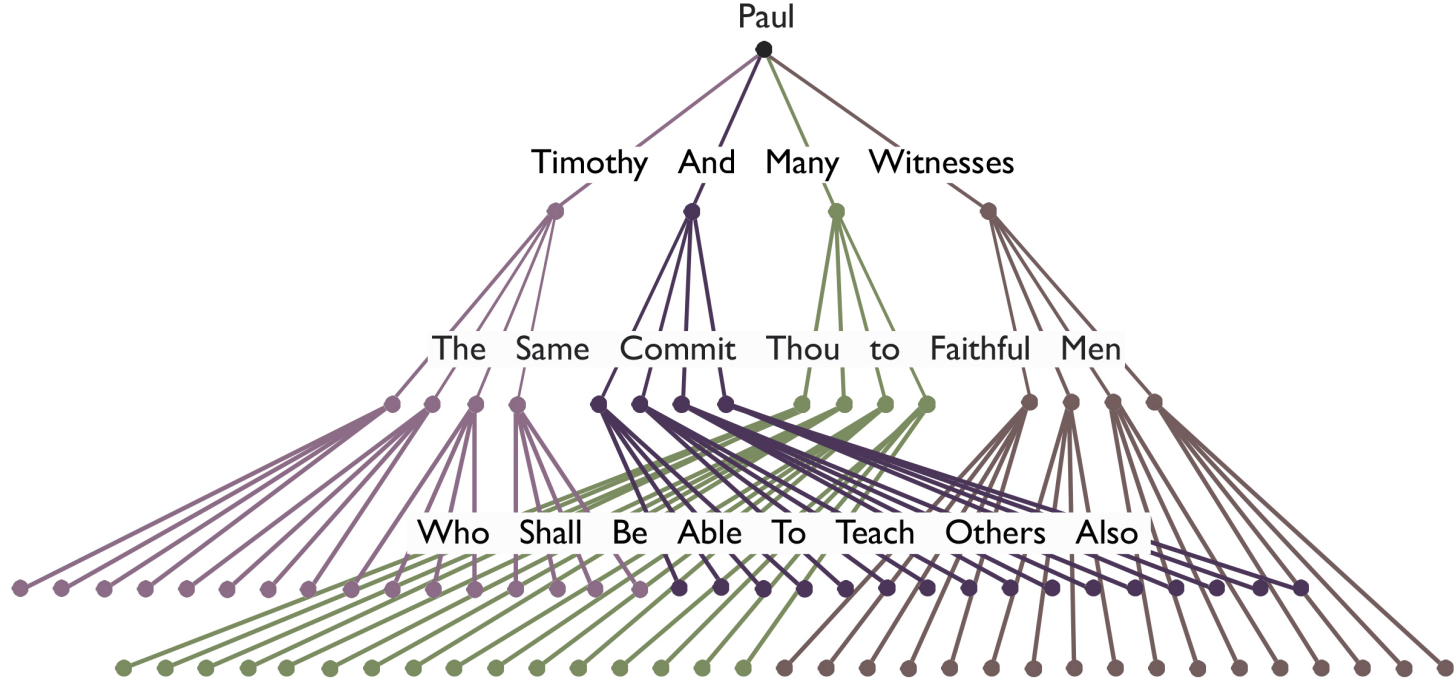 Paul
Timothy And Many Witnesses
The Same Commit Thou to Faithful Men
Who Shall Be Able To Teach Others Also